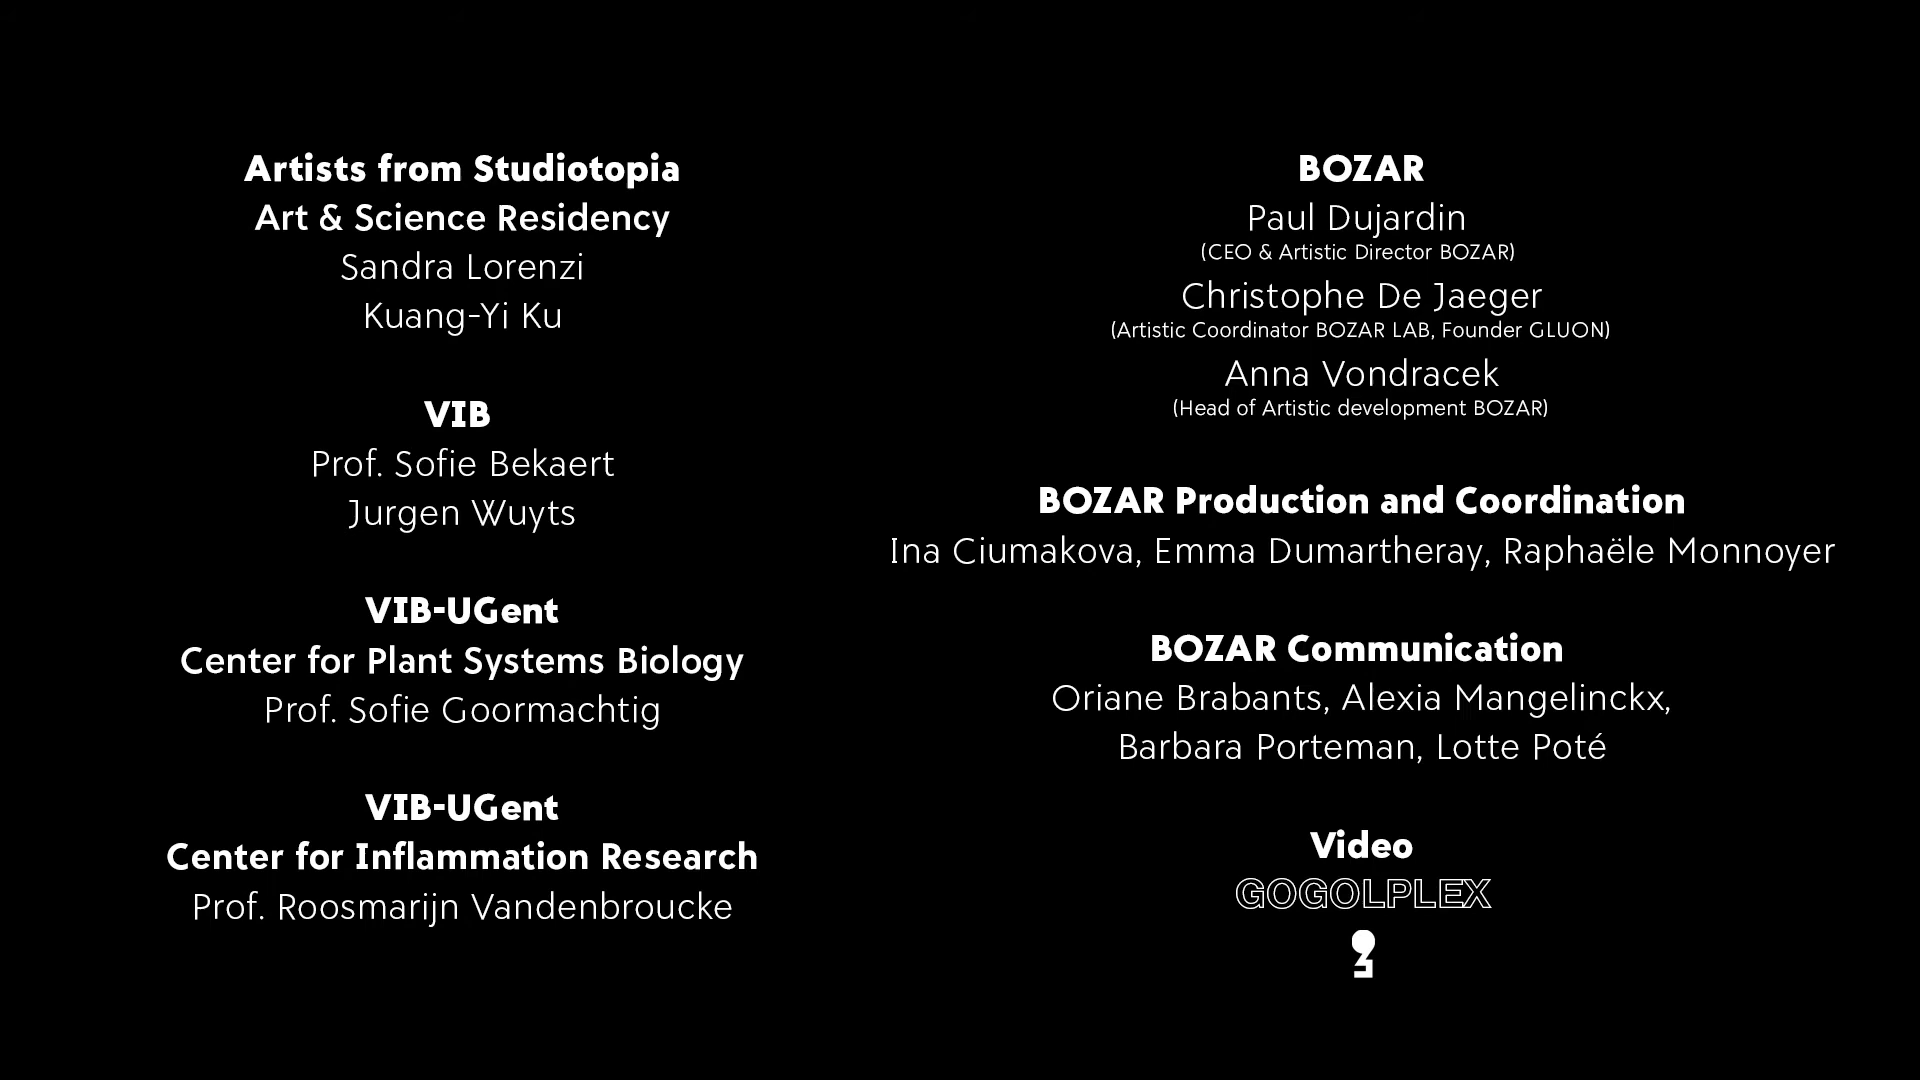 Artists from Studiotopia
Art & Science Residency
Sandra Lorenzi
Kuang-Yi Ku
VIB
Prof. Sofie Bekaert
Jurgen Wuyts
VIB-UGent
Center for Plant Systems Biology
Prof. Sofie Goormachtig
VIB-UGent
Center for Inflammation Research
Prof. Roosmarijn Vandenbroucke
BOZAR
Paul Dujardin
(CEO & Artistic Director BOZAR)
Christophe De Jaeger
(Artistic Coordinator BOZAR LAB, Founder GLUON)
Anna Vondracek
(Head of Artistic development BOZAR)
BOZAR Production and Coordination
Ina Ciumakova, Emma Dumartheray, Raphaële Monnoyer
BOZAR Communication
Oriane Brabants, Alexia Mangelinckx,
Barbara Porteman, Lotte Poté
Video
GOGOLPLEX